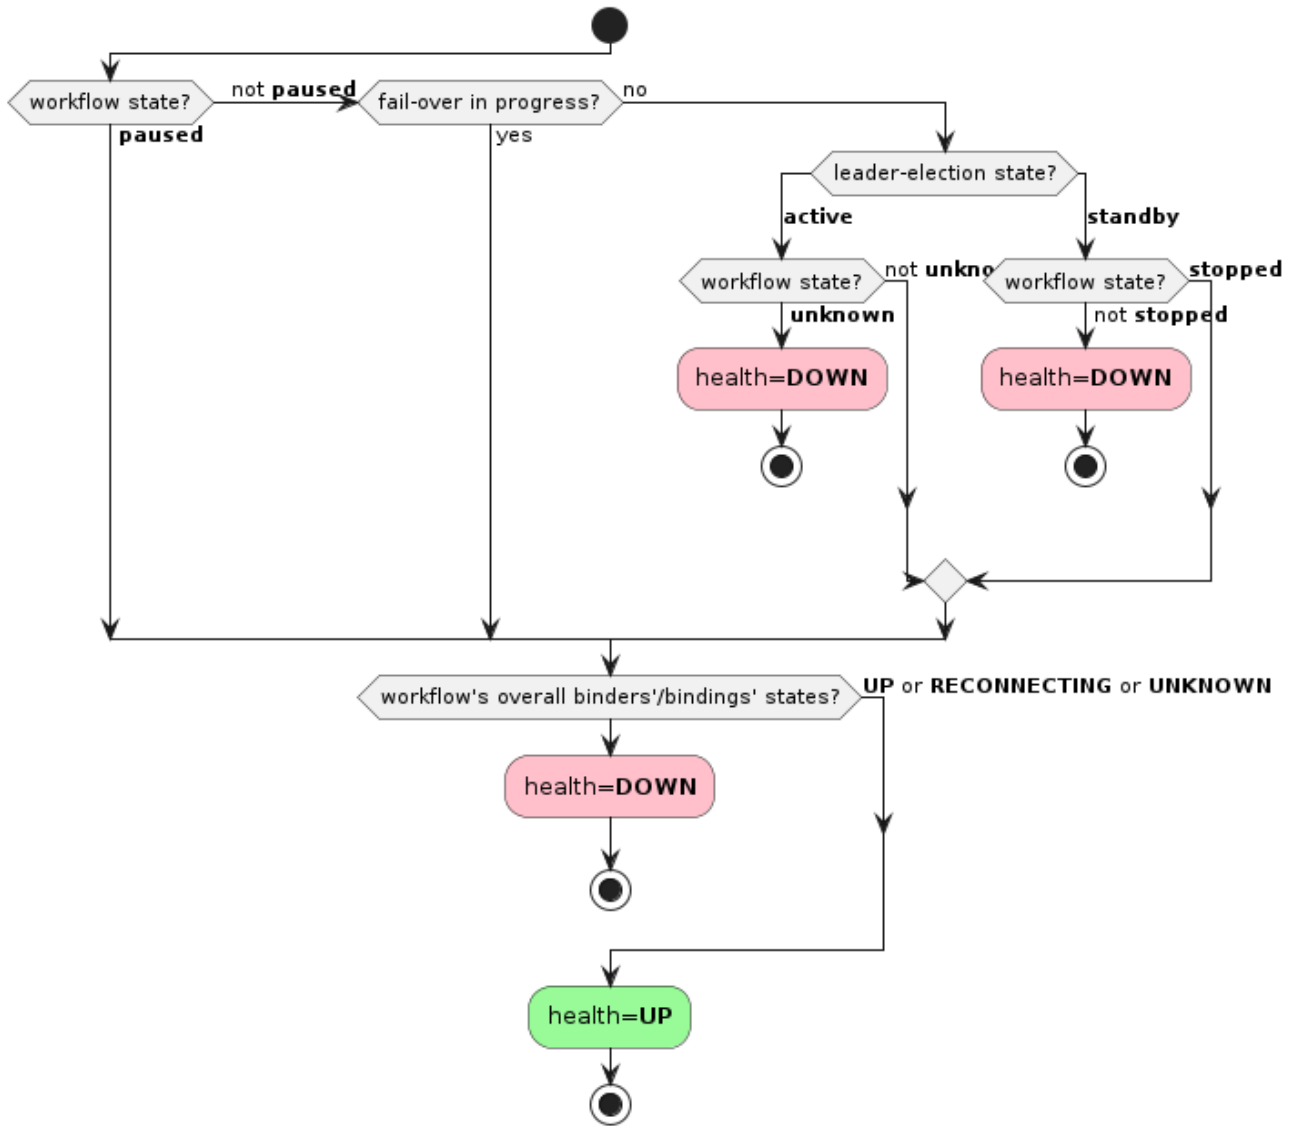 workflow state?
not paused
fail-over in progress?
no
paused
yes
leader-election state?
active
standby
workflow state?
not unkno
workflow state?
stopped
unknown
not stopped
health=DOWN
health=DOWN
workflow's overall binders'/bindings' states?
UP or RECONNECTING or UNKNOWN
health=DOWN
health=UP